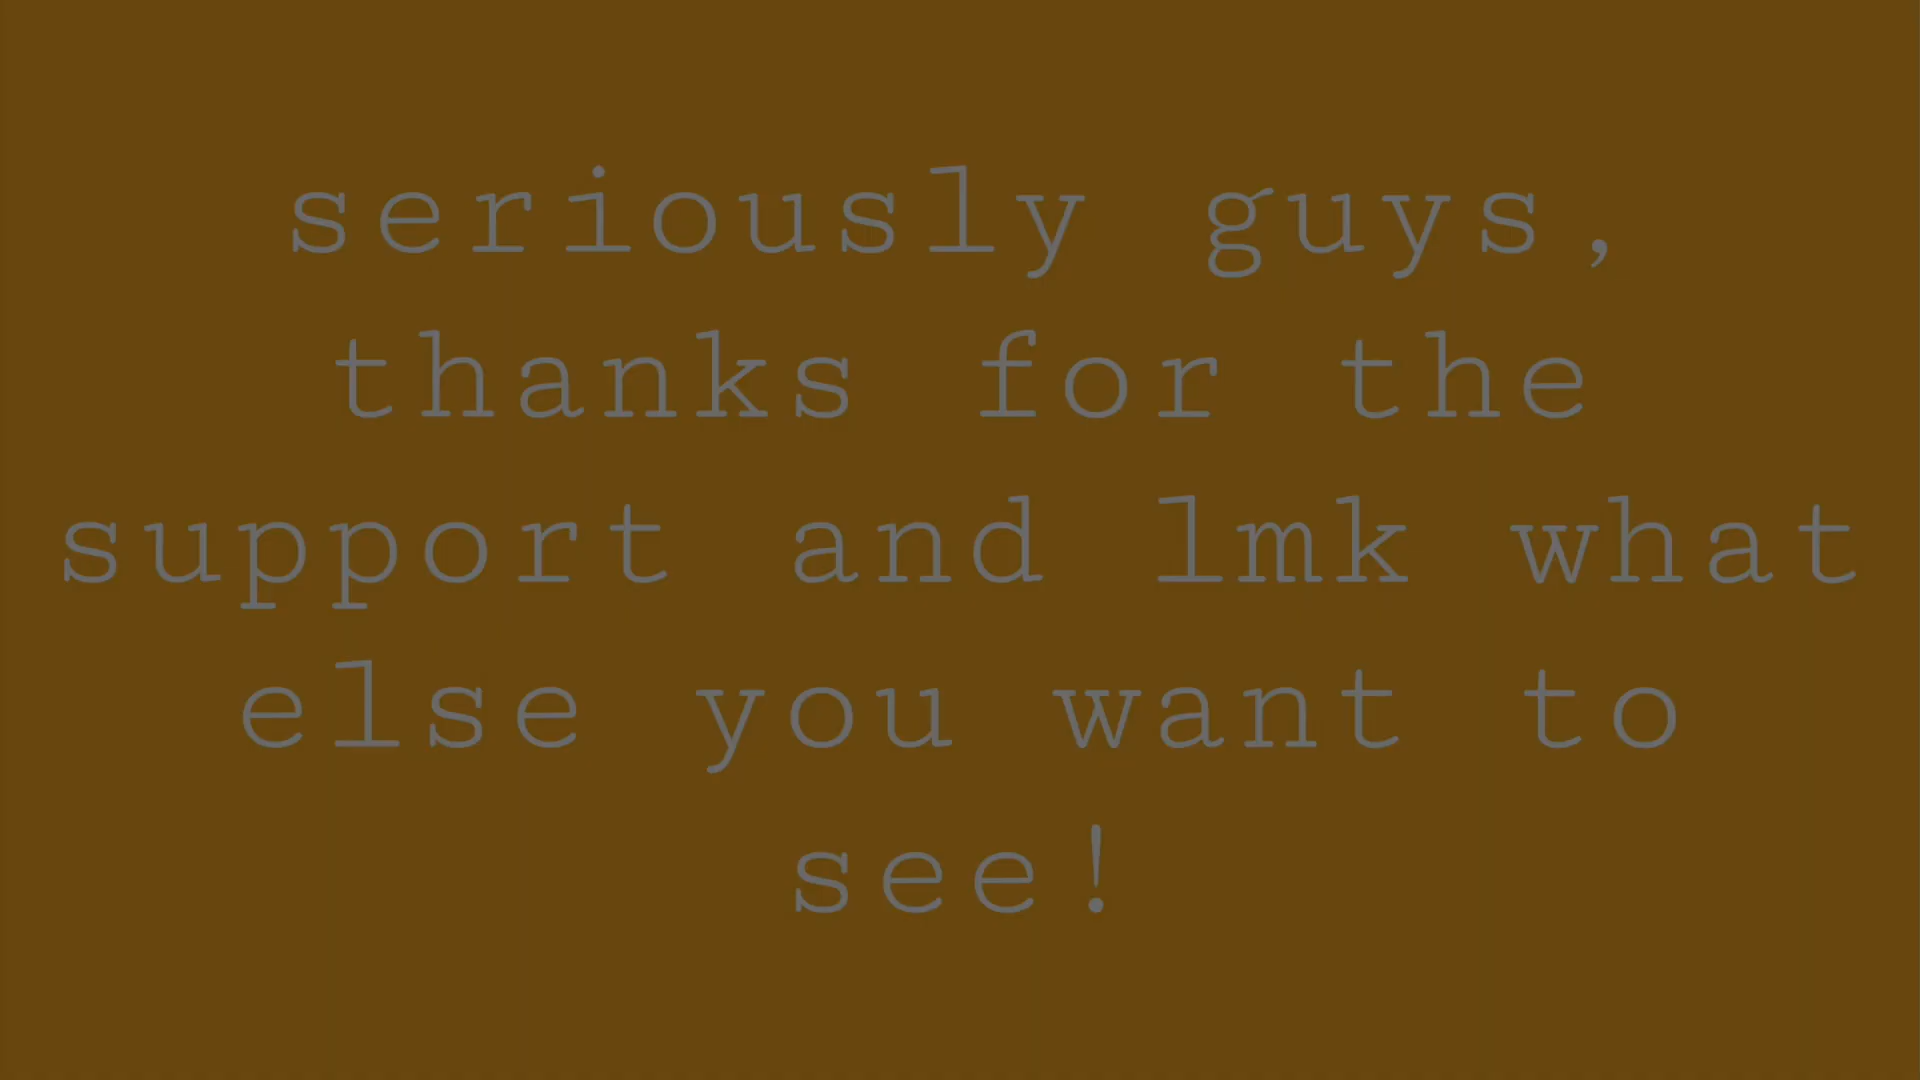 seriously guys,
thanks for the
support and lmk what
else you want to
see!